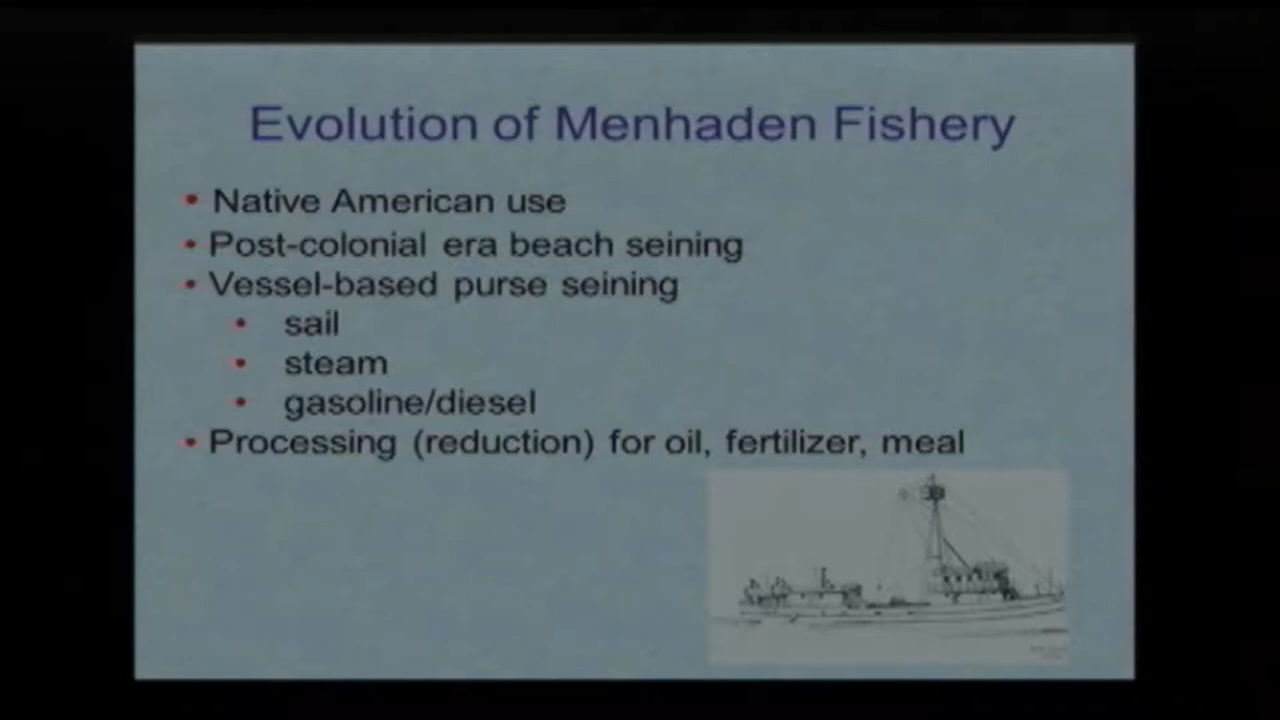 Evolution of Menhaden Fishery
• Native American use
• Post-colonial era beach seining
• Vessel-based purse seining
• sail
• steam
• gasoline/diesel
• Processing (reduction) for oil, fertilizer, meal